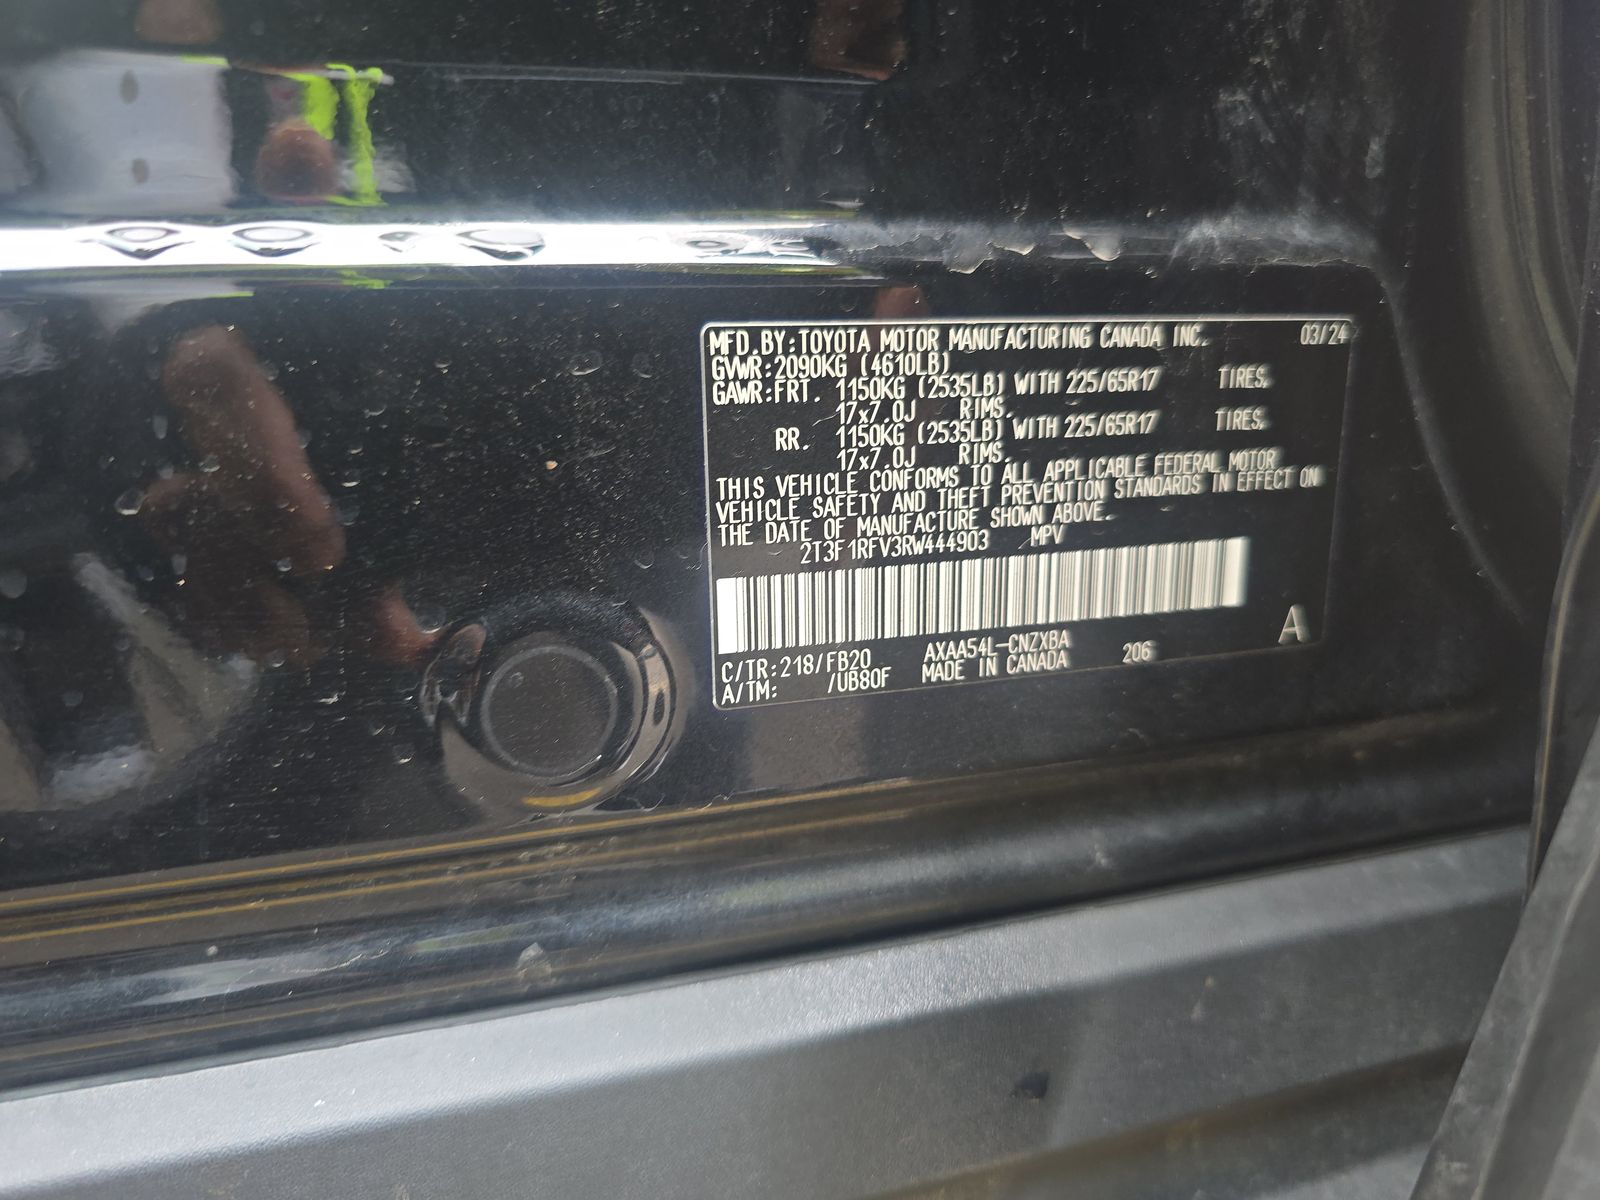 MFD.BY:TOYOTA MOTOR MANUFACTURING CANADA INC. 03/24
GVWR:2090KG (4610LB)
GAWR:FRT. 1150KG (2535LB) WITH 225/65R17 TIRES,
17x7.0J RIMS.
RR. 1150KG (2535LB) WITH 225/65R17 TIRES,
17x7.0J RIMS.
THIS VEHICLE CONFORMS TO ALL APPLICABLE FEDERAL MOTOR
VEHICLE SAFETY AND THEFT PREVENTION STANDARDS IN EFFECT ON
THE DATE OF MANUFACTURE SHOWN ABOVE.
2T3F1RFV3RW444903 MPV
C/TR:218/FB20 AXAA54L-CNZXBA 206 A
A/TM: /UB80F MADE IN CANADA